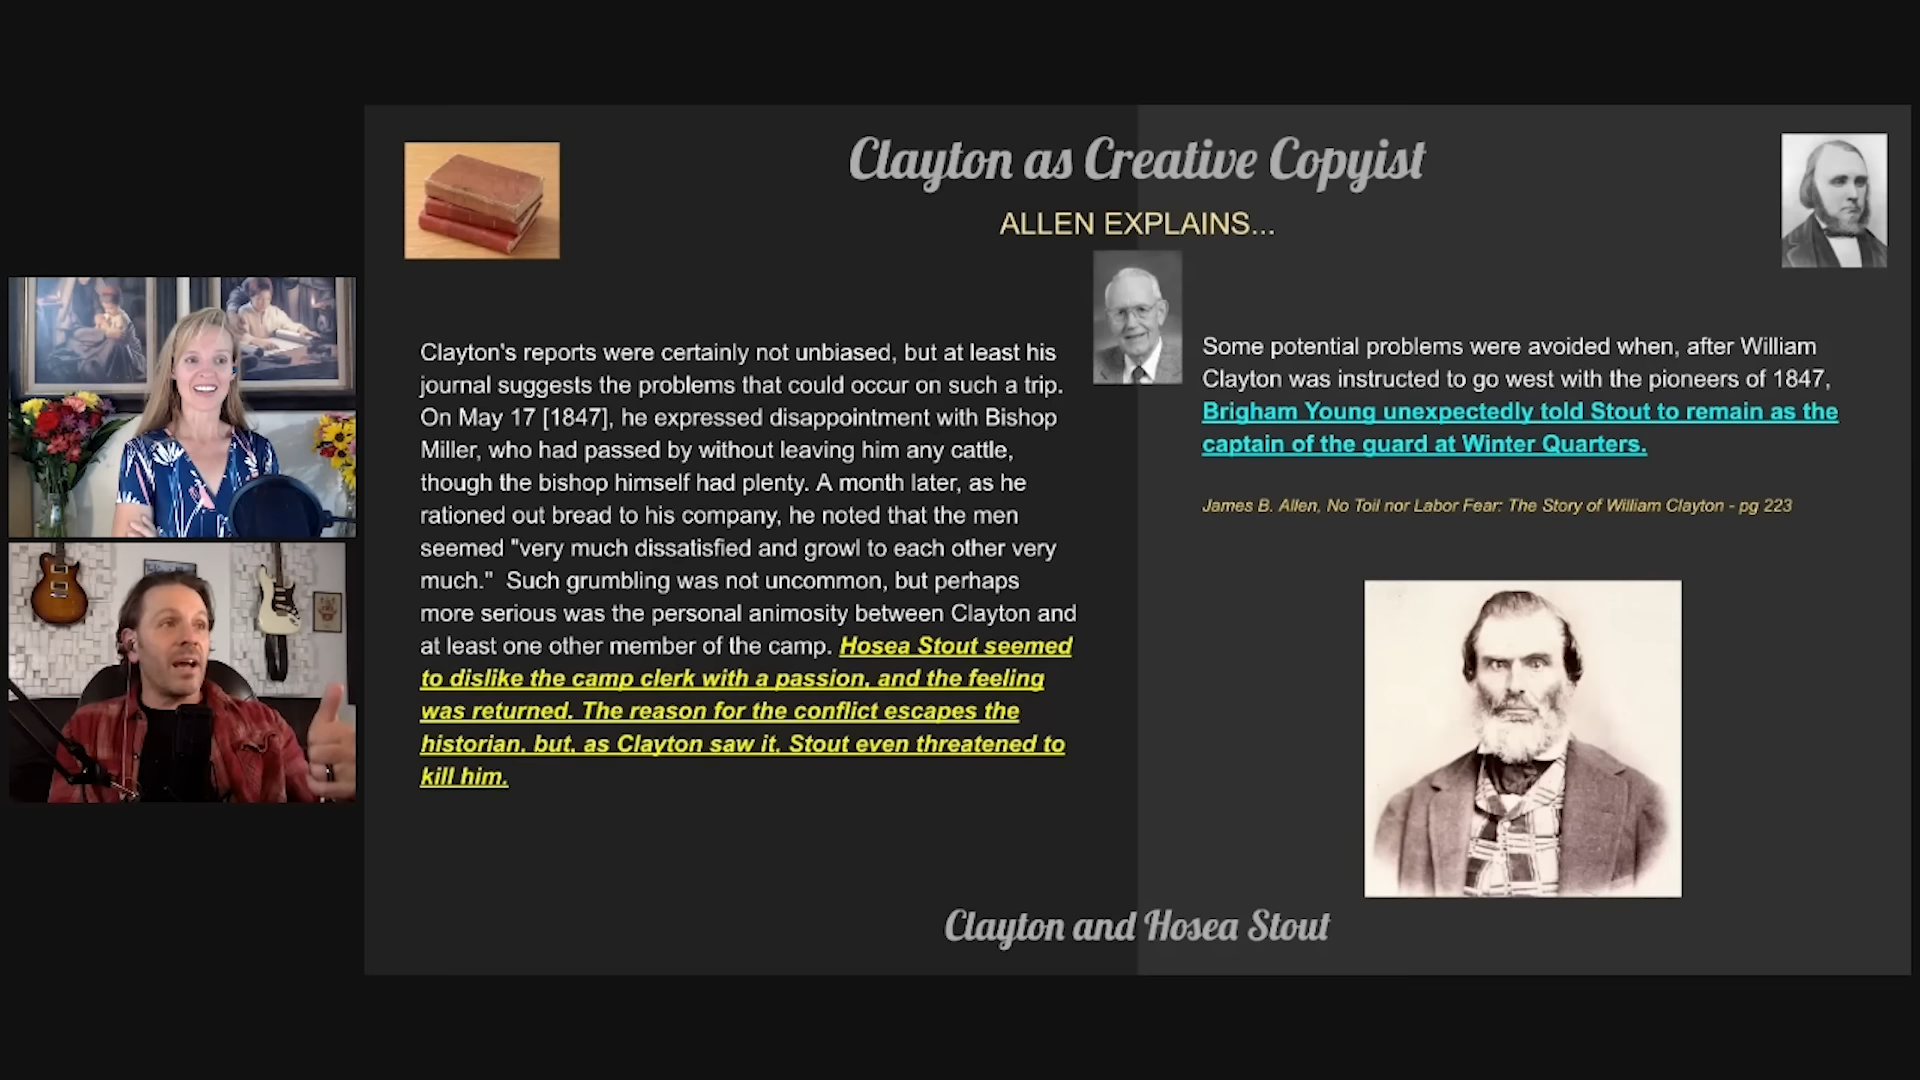 Clayton as Creative Copyist
ALLEN EXPLAINS...
Clayton's reports were certainly not unbiased, but at least his
journal suggests the problems that could occur on such a trip.
On May 17 [1847], he expressed disappointment with Bishop
Miller, who had passed by without leaving him any cattle,
though the bishop himself had plenty. A month later, as he
rationed out bread to his company, he noted that the men
seemed "very much dissatisfied and growl to each other very
much."  Such grumbling was not uncommon, but perhaps
more serious was the personal animosity between Clayton and
at least one other member of the camp. Hosea Stout seemed
to dislike the camp clerk with a passion, and the feeling
was returned. The reason for the conflict escapes the
historian, but, as Clayton saw it, Stout even threatened to
kill him.
Some potential problems were avoided when, after William
Clayton was instructed to go west with the pioneers of 1847,
Brigham Young unexpectedly told Stout to remain as the
captain of the guard at Winter Quarters.
James B. Allen, No Toil nor Labor Fear: The Story of William Clayton - pg 223
Clayton and Hosea Stout